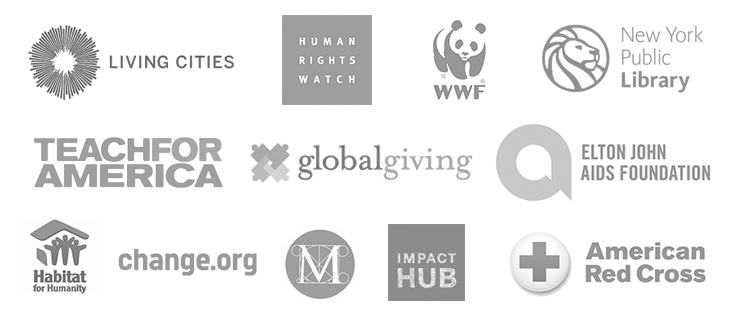 LIVING CITIES
HUMAN
RIGHTS
WATCH
WWF
New York
Public
Library
TEACHFOR
AMERICA
globalgiving
ELTON JOHN
AIDS FOUNDATION
Habitat
for Humanity
change.org
M
IMPACT
HUB
American
Red Cross